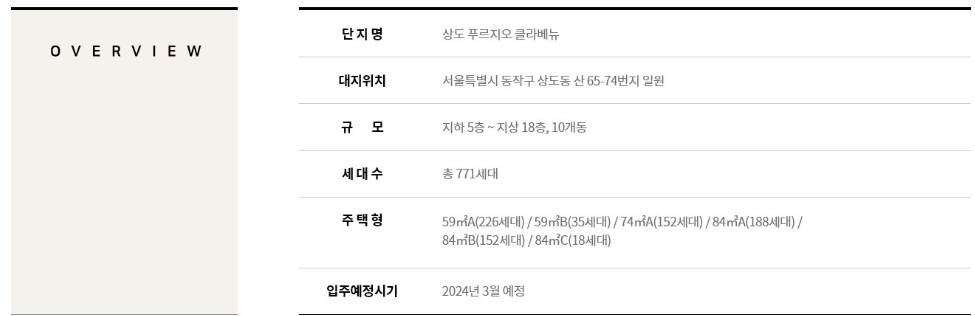 OVERVIEW
단지명 상도 푸르지오 클라베뉴
대지위치 서울특별시 동작구 상도동 산 65-74번지 일원
규 모 지하 5층 ~ 지상 18층, 10개동
세대수 총 771세대
주택형 59㎡A(226세대) / 59㎡B(35세대) / 74㎡A(152세대) / 84㎡A(188세대) /
84㎡B(152세대) / 84㎡C(18세대)
입주예정시기 2024년 3월 예정